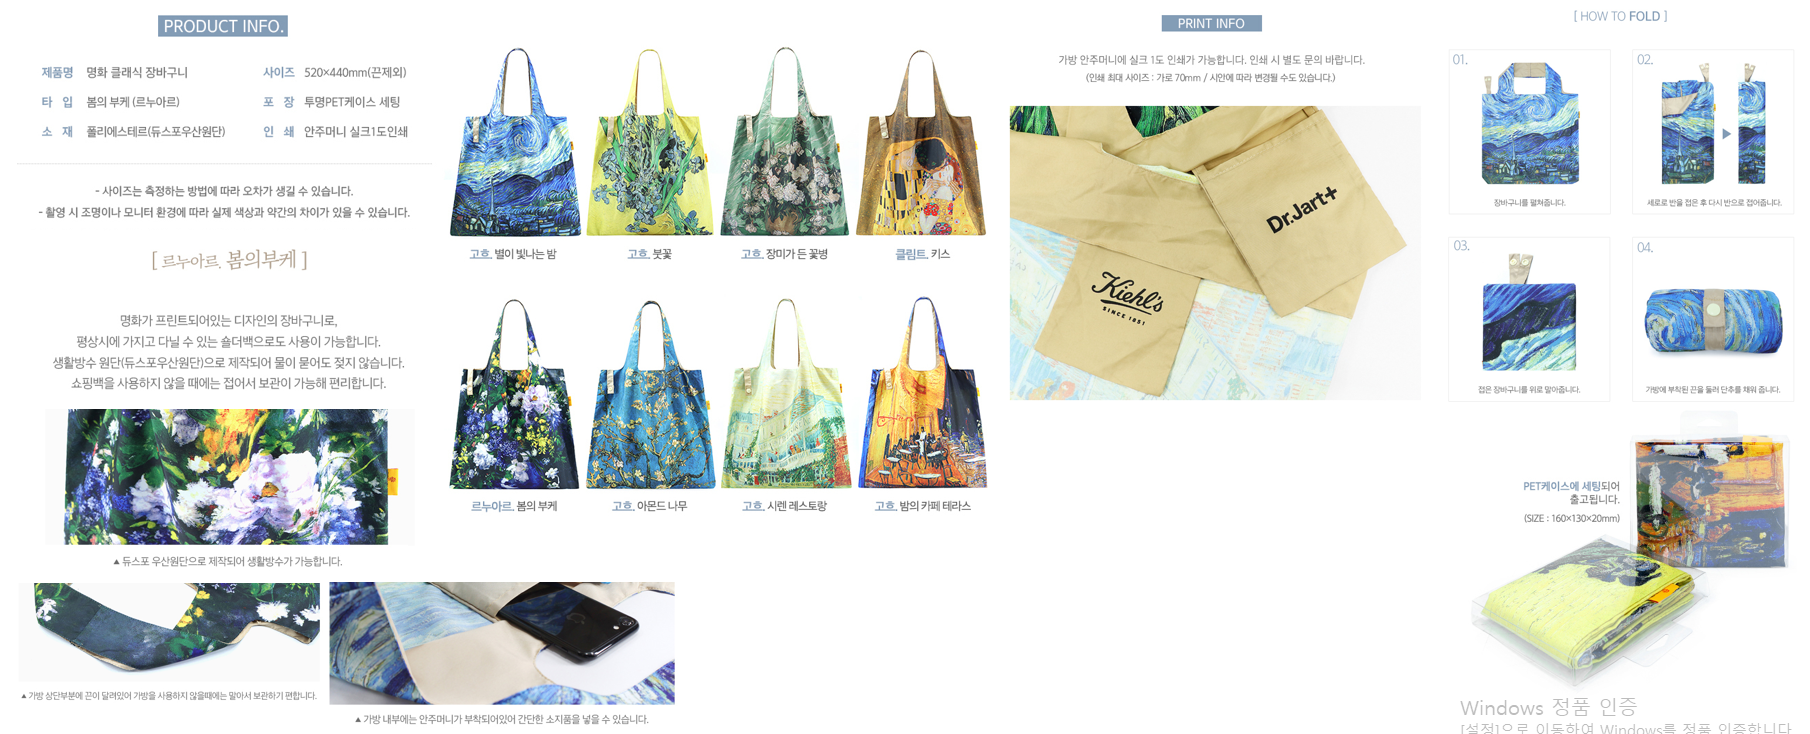 PRODUCT INFO.
제품명 명화 클래식 장바구니
사이즈 520×440mm(끈제외)
타 입 봄의 부케 (르누아르)
포 장 투명PET케이스 세팅
소 재 폴리에스테르(듀스포우산원단)
인 쇄 안주머니 실크1도인쇄
- 사이즈는 측정하는 방법에 따라 오차가 생길 수 있습니다.
- 촬영 시 조명이나 모니터 환경에 따라 실제 색상과 약간의 차이가 있을 수 있습니다.
[ 르누아르. 봄의부케 ]
명화가 프린트되어있는 디자인의 장바구니로,
평상시에 가지고 다닐 수 있는 숄더백으로도 사용이 가능합니다.
생활방수 원단(듀스포우산원단)으로 제작되어 물이 묻어도 젖지 않습니다.
쇼핑백을 사용하지 않을 때에는 접어서 보관이 가능해 편리합니다.
▲ 듀스포 우산원단으로 제작되어 생활방수가 가능합니다.
▲ 가방 상단부분에 끈이 달려있어 가방을 사용하지 않을때에는 말아서 보관하기 편합니다.
▲ 가방 내부에는 안주머니가 부착되어있어 간단한 소지품을 넣을 수 있습니다.
고흐. 별이 빛나는 밤
고흐. 붓꽃
고흐. 장미가 든 꽃병
클림트. 키스
르누아르. 봄의 부케
고흐. 아몬드 나무
고흐. 시렌 레스토랑
고흐. 밤의 카페 테라스
PRINT INFO
가방 안주머니에 실크 1도 인쇄가 가능합니다. 인쇄 시 별도 문의 바랍니다.
(인쇄 최대 사이즈 : 가로 70mm / 시안에 따라 변경될 수도 있습니다.)
Dr.Jart+
Kiehl's
SINCE 1851
[ HOW TO FOLD ]
01.
장바구니를 펼쳐줍니다.
02.
세로로 반을 접은 후 다시 반으로 접어줍니다.
03.
접은 장바구니를 위로 말아줍니다.
04.
가방에 부착된 끈을 둘러 단추를 채워 줍니다.
PET케이스에 세팅되어
출고됩니다.
(SIZE : 160×130×20mm)
Windows 정품 인증
[설정]으로 이동하여 Windows를 정품 인증합니다